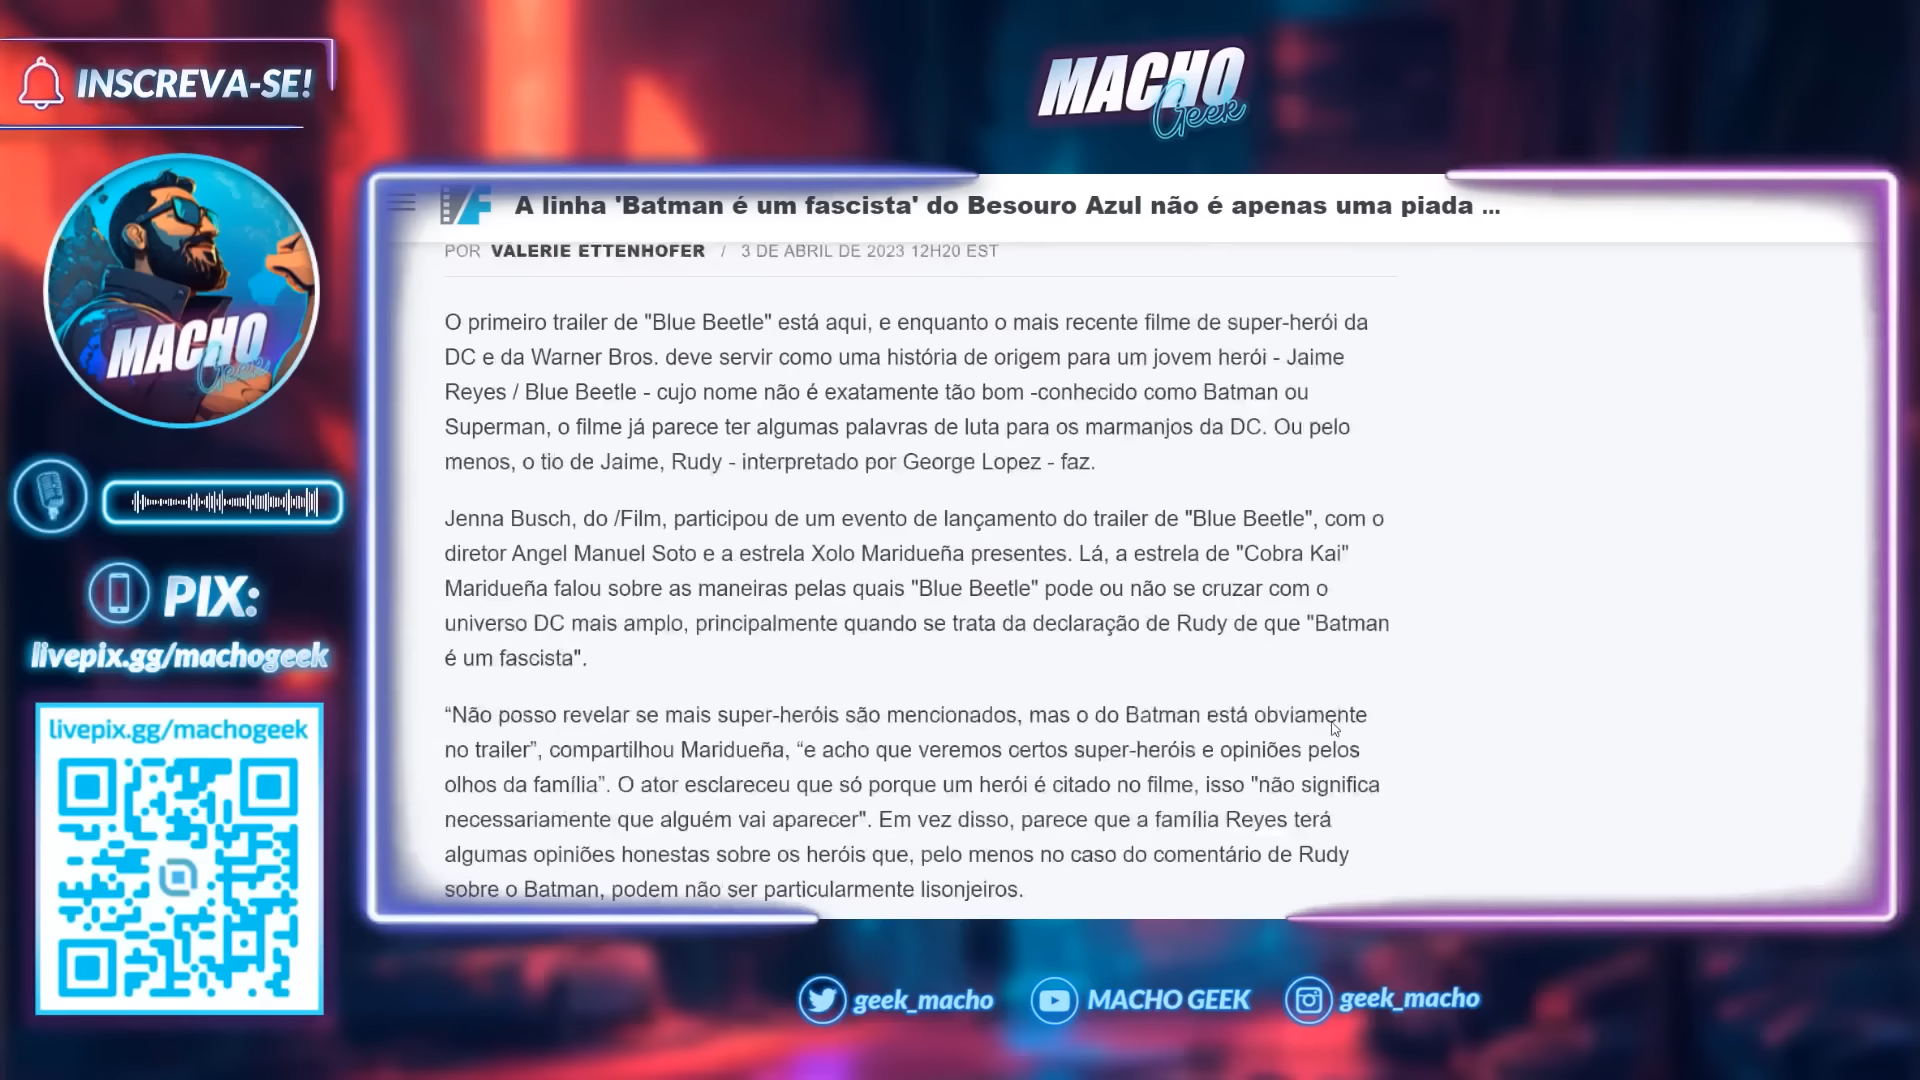 INSCREVA-SE!
MACHO
Geek
MACHO
Geek
PIX:
livepix.gg/machogeek
livepix.gg/machogeek
A linha 'Batman é um fascista' do Besouro Azul não é apenas uma piada ...
POR VALERIE ETTENHOFER / 3 DE ABRIL DE 2023 12H20 EST
O primeiro trailer de "Blue Beetle" está aqui, e enquanto o mais recente filme de super-herói da
DC e da Warner Bros. deve servir como uma história de origem para um jovem herói - Jaime
Reyes / Blue Beetle - cujo nome não é exatamente tão bom -conhecido como Batman ou
Superman, o filme já parece ter algumas palavras de luta para os marmanjos da DC. Ou pelo
menos, o tio de Jaime, Rudy - interpretado por George Lopez - faz.
Jenna Busch, do /Film, participou de um evento de lançamento do trailer de "Blue Beetle", com o
diretor Angel Manuel Soto e a estrela Xolo Maridueña presentes. Lá, a estrela de "Cobra Kai"
Maridueña falou sobre as maneiras pelas quais "Blue Beetle" pode ou não se cruzar com o
universo DC mais amplo, principalmente quando se trata da declaração de Rudy de que "Batman
é um fascista".
“Não posso revelar se mais super-heróis são mencionados, mas o do Batman está obviamente
no trailer”, compartilhou Maridueña, “e acho que veremos certos super-heróis e opiniões pelos
olhos da família”. O ator esclareceu que só porque um herói é citado no filme, isso "não significa
necessariamente que alguém vai aparecer". Em vez disso, parece que a família Reyes terá
algumas opiniões honestas sobre os heróis que, pelo menos no caso do comentário de Rudy
sobre o Batman, podem não ser particularmente lisonjeiros.
geek_macho
MACHO GEEK
geek_macho